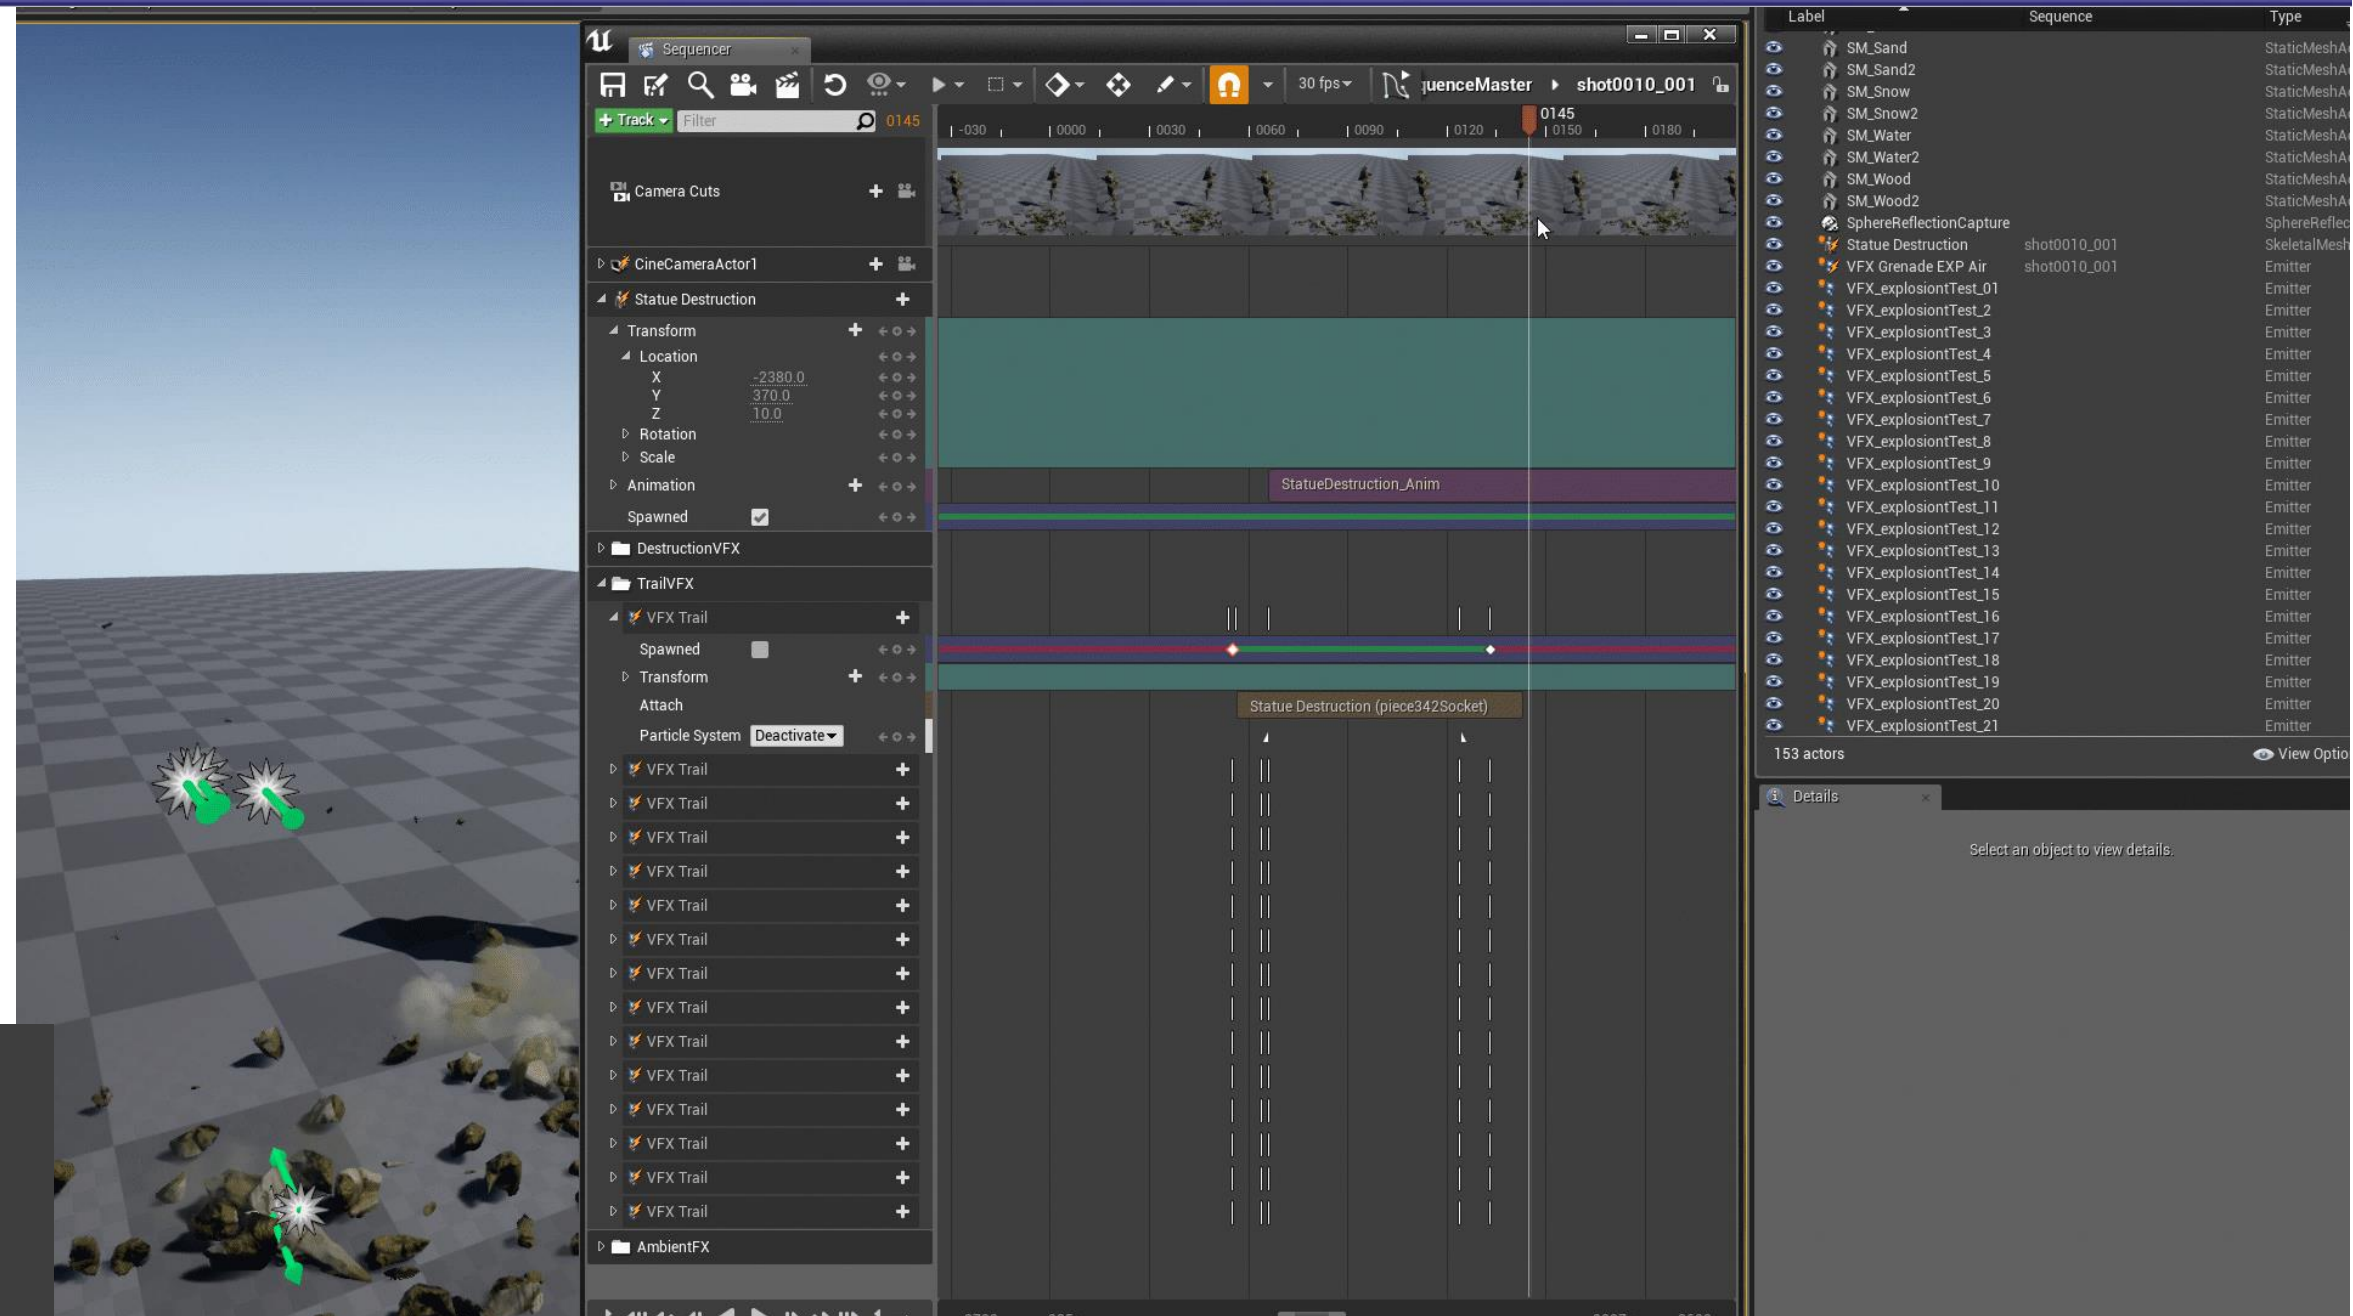 Sequencer
30 fps
uenceMaster
shot0010_001
+ Track
Filter
0145
0145
-030
0000
0030
0060
0090
0120
0150
0180
Camera Cuts
CineCameraActor1
Statue Destruction
Transform
Location
X -2380.0
Y 370.0
Z 10.0
Rotation
Scale
Animation
StatueDestruction_Anim
Spawned
DestructionVFX
TrailVFX
VFX Trail
Spawned
Transform
Attach
Statue Destruction (piece342Socket)
Particle System Deactivate
VFX Trail
VFX Trail
VFX Trail
VFX Trail
VFX Trail
VFX Trail
VFX Trail
VFX Trail
VFX Trail
VFX Trail
VFX Trail
VFX Trail
VFX Trail
VFX Trail
AmbientFX
Label Sequence Type
SM_Sand StaticMeshA
SM_Sand2 StaticMeshA
SM_Snow StaticMeshA
SM_Snow2 StaticMeshA
SM_Water StaticMeshA
SM_Water2 StaticMeshA
SM_Wood StaticMeshA
SM_Wood2 StaticMeshA
SphereReflectionCapture SphereReflec
Statue Destruction shot0010_001 SkeletalMesh
VFX Grenade EXP Air shot0010_001 Emitter
VFX_explosiontTest_01 Emitter
VFX_explosiontTest_2 Emitter
VFX_explosiontTest_3 Emitter
VFX_explosiontTest_4 Emitter
VFX_explosiontTest_5 Emitter
VFX_explosiontTest_6 Emitter
VFX_explosiontTest_7 Emitter
VFX_explosiontTest_8 Emitter
VFX_explosiontTest_9 Emitter
VFX_explosiontTest_10 Emitter
VFX_explosiontTest_11 Emitter
VFX_explosiontTest_12 Emitter
VFX_explosiontTest_13 Emitter
VFX_explosiontTest_14 Emitter
VFX_explosiontTest_15 Emitter
VFX_explosiontTest_16 Emitter
VFX_explosiontTest_17 Emitter
VFX_explosiontTest_18 Emitter
VFX_explosiontTest_19 Emitter
VFX_explosiontTest_20 Emitter
VFX_explosiontTest_21 Emitter
153 actors View Optio
Details
Select an object to view details.